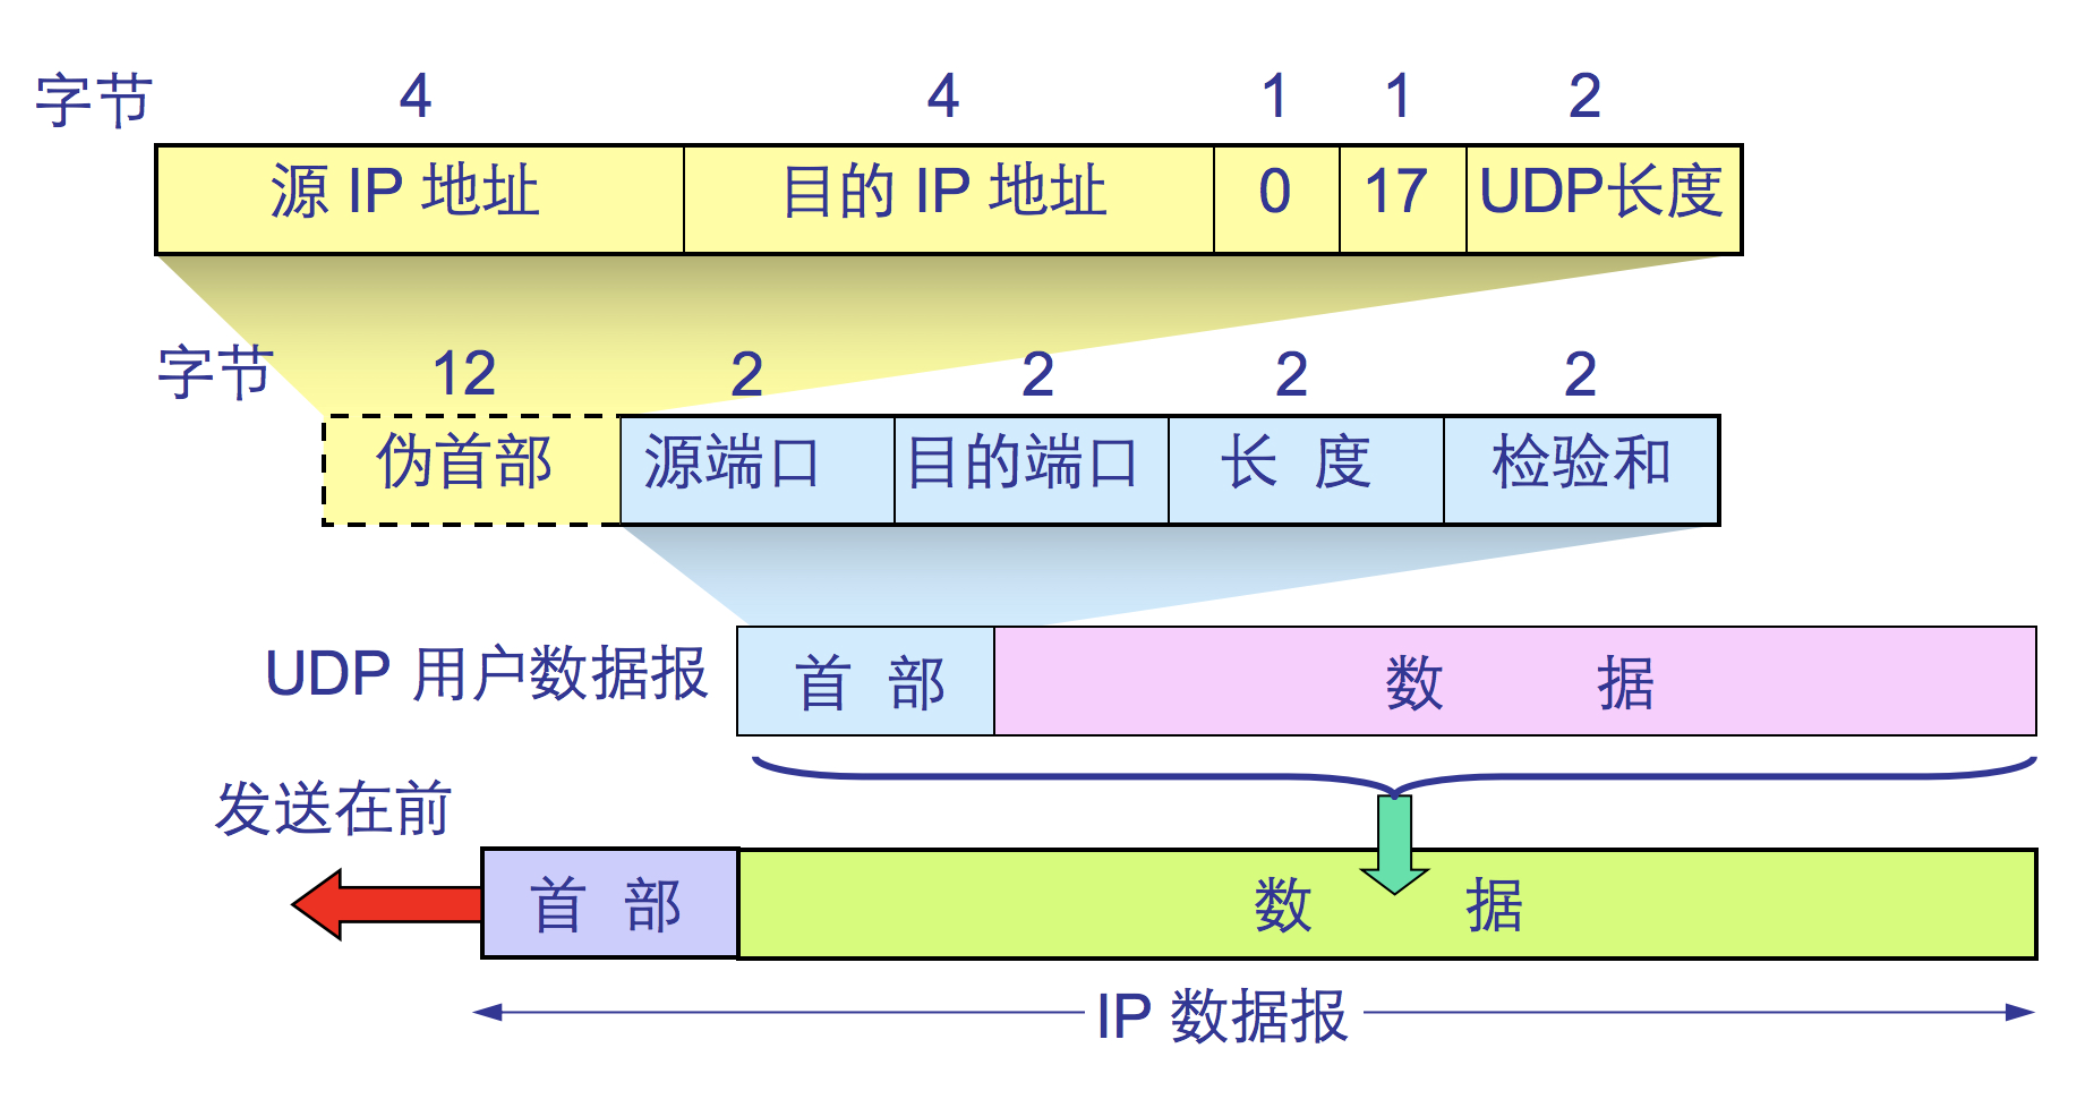 字节 4 4 1 1 2
源 IP 地址 目的 IP 地址 0 17 UDP长度
字节 12 2 2 2 2
伪首部 源端口 目的端口 长 度 检验和
UDP 用户数据报 首 部 数 据
发送在前
首 部 数 据
IP 数据报